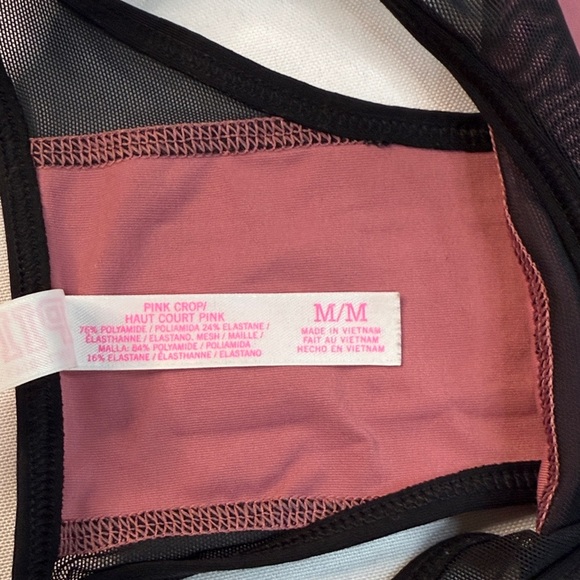 PINK CROP/
HAUT COURT PINK
76% POLYAMIDE / POLIAMIDA 24% ELASTANE /
ÉLASTHANNE / ELASTANO. MESH / MAILLE /
MALLA: 84% POLYAMIDE / POLIAMIDA
16% ELASTANE / ÉLASTHANNE / ELASTANO
M/M
MADE IN VIETNAM
FAIT AU VIETNAM
HECHO EN VIETNAM